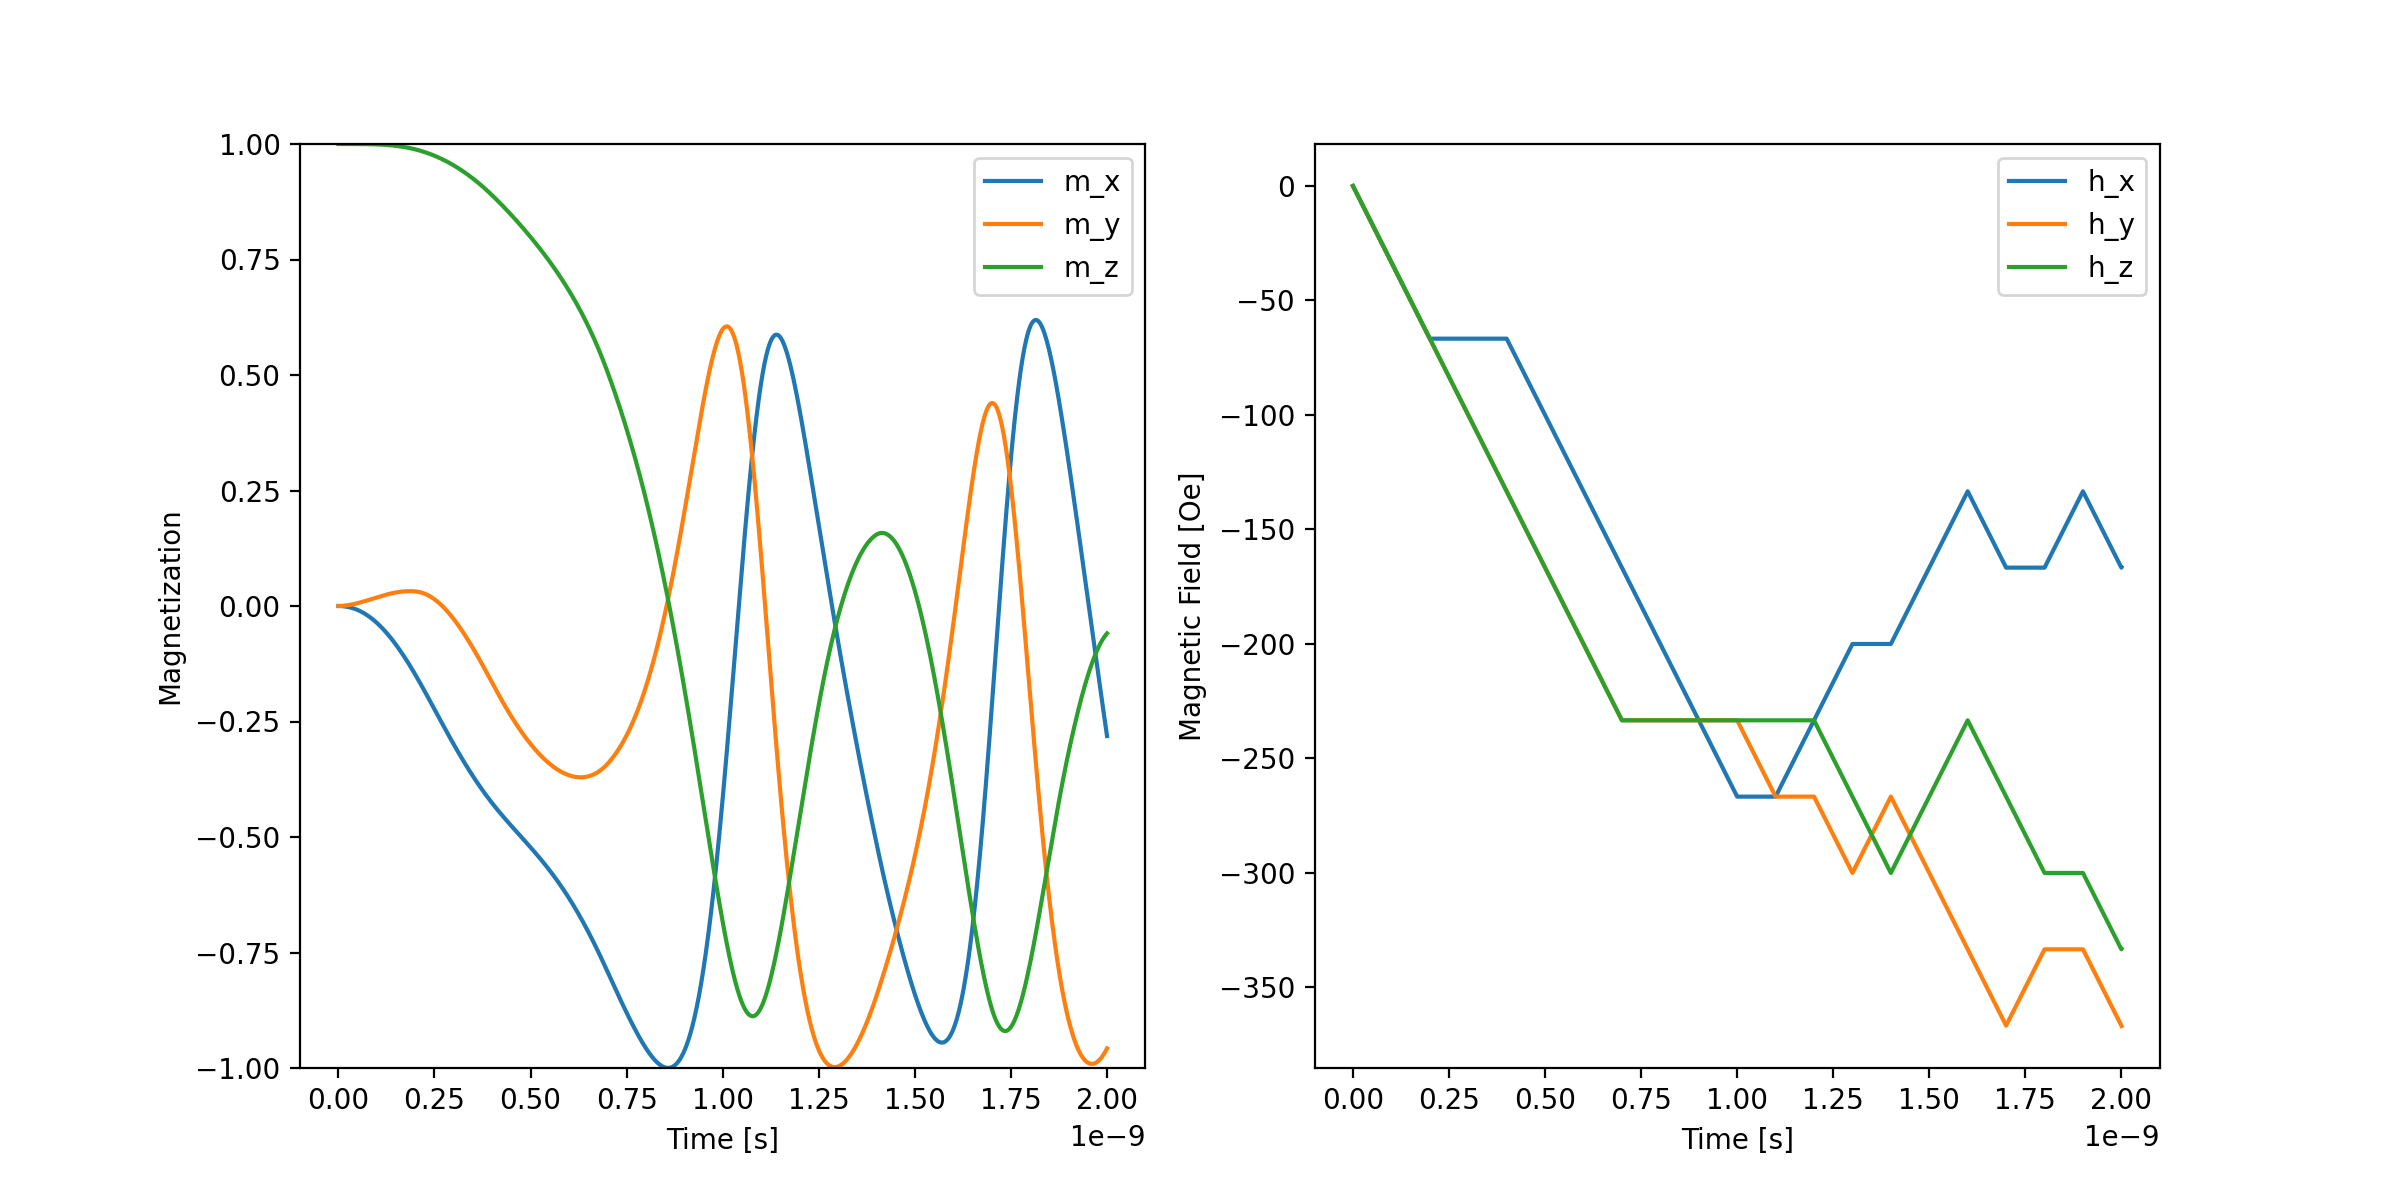 1.00
0.75
0.50
0.25
0.00
−0.25
−0.50
−0.75
−1.00
Magnetization
m_x
m_y
m_z
0.00 0.25 0.50 0.75 1.00 1.25 1.50 1.75 2.00
Time [s]
1e−9
0
−50
−100
−150
−200
−250
−300
−350
Magnetic Field [Oe]
h_x
h_y
h_z
0.00 0.25 0.50 0.75 1.00 1.25 1.50 1.75 2.00
Time [s]
1e−9